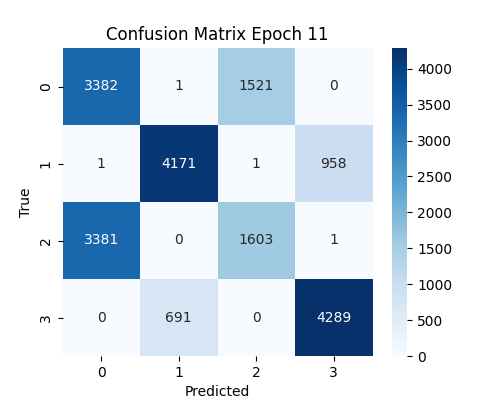 Confusion Matrix Epoch 11
0 3382 1 1521 0
1 1 4171 1 958
2 3381 0 1603 1
3 0 691 0 4289
0 1 2 3
True
Predicted
4000
3500
3000
2500
2000
1500
1000
500
0